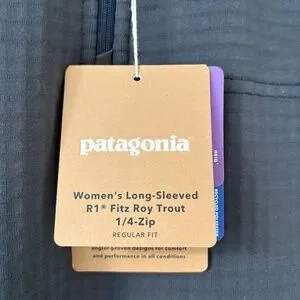 patagonia
Women's Long-Sleeved
R1® Fitz Roy Trout
1/4-Zip
REGULAR FIT
angler-proven designs for comfort
and performance in all conditions